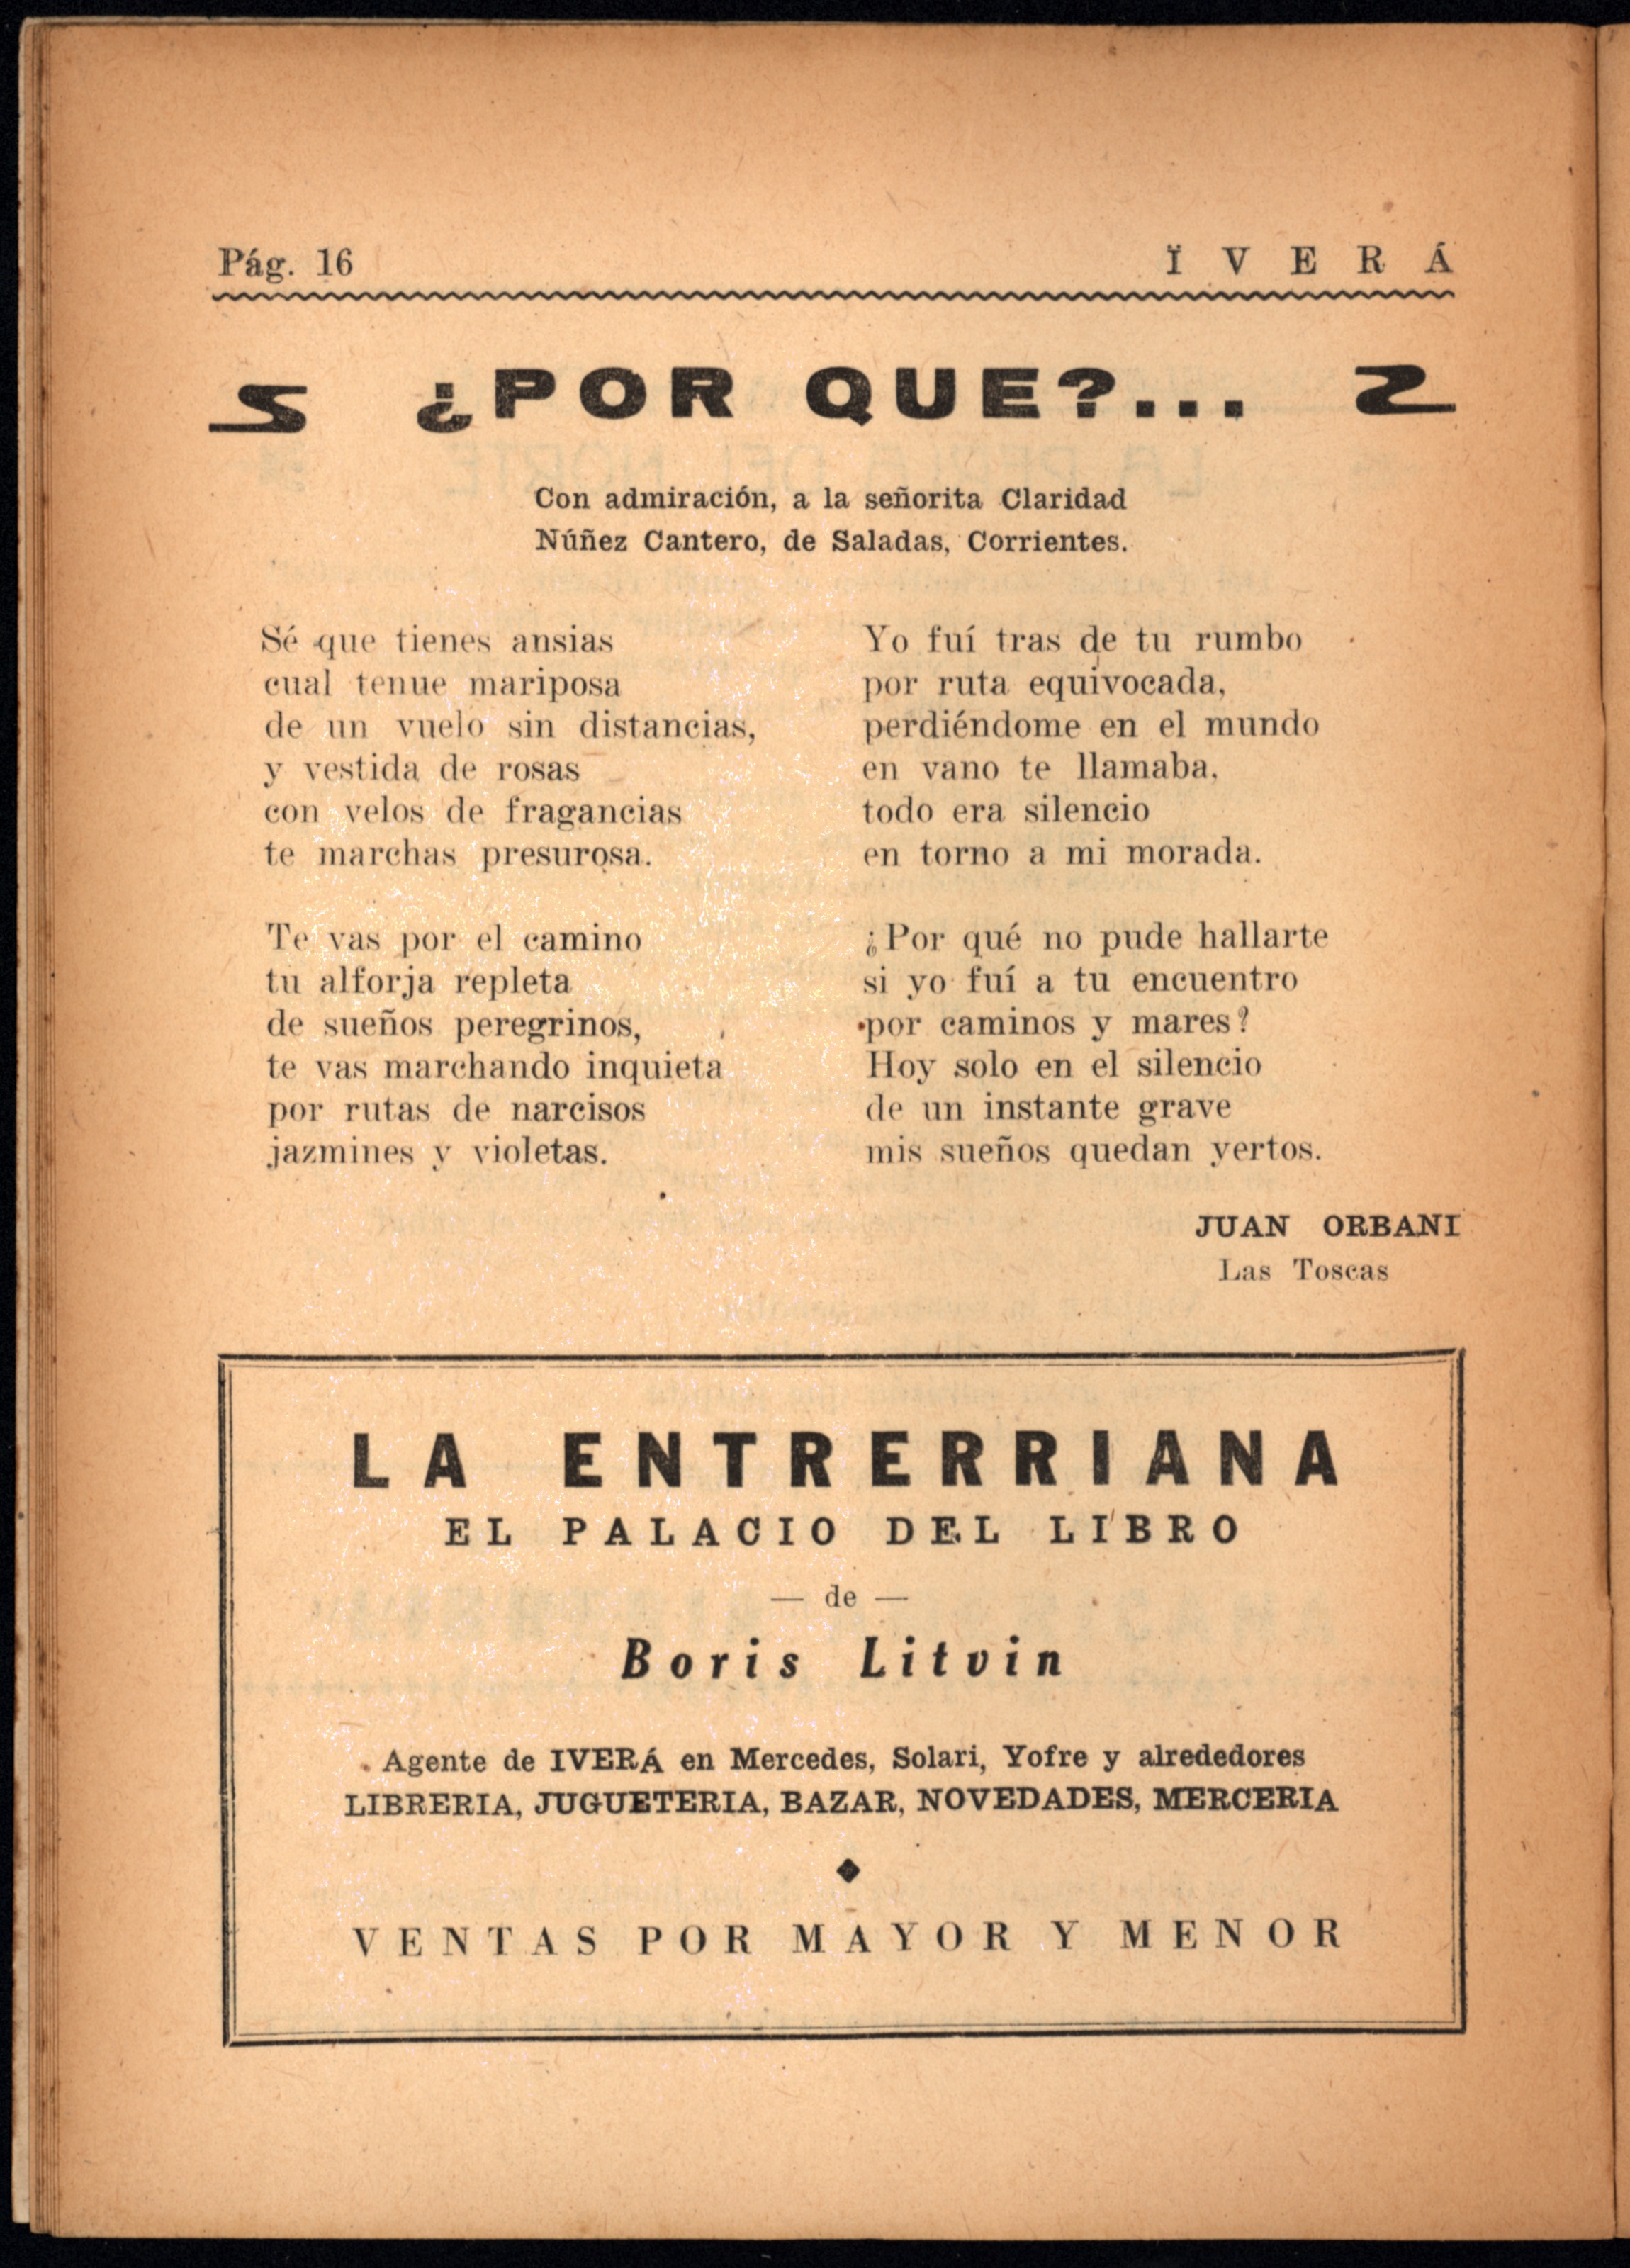 Pág. 16
Ï V E R Á
¿POR QUE?...
Con admiración, a la señorita Claridad
Núñez Cantero, de Saladas, Corrientes.
Sé que tienes ansias
cual tenue mariposa
de un vuelo sin distancias,
y vestida de rosas
con velos de fragancias
te marchas presurosa.
Te vas por el camino
tu alforja repleta
de sueños peregrinos,
te vas marchando inquieta
por rutas de narcisos
jazmines y violetas.
Yo fuí tras de tu rumbo
por ruta equivocada,
perdiéndome en el mundo
en vano te llamaba,
todo era silencio
en torno a mi morada.
¿Por qué no pude hallarte
si yo fuí a tu encuentro
por caminos y mares?
Hoy solo en el silencio
de un instante grave
mis sueños quedan yertos.
JUAN ORBANI
Las Toscas
LA ENTRERRIANA
EL PALACIO DEL LIBRO
— de —
Boris Litvin
Agente de IVERÁ en Mercedes, Solari, Yofre y alrededores
LIBRERIA, JUGUETERIA, BAZAR, NOVEDADES, MERCERIA
VENTAS POR MAYOR Y MENOR